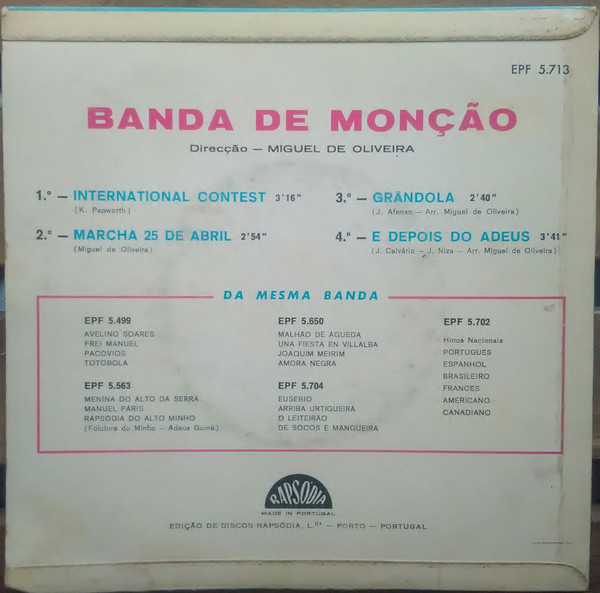 EPF 5.713
BANDA DE MONÇÃO
Direcção — MIGUEL DE OLIVEIRA
1.º — INTERNATIONAL CONTEST 3'16"
(K. Papworth)
2.º — MARCHA 25 DE ABRIL 2'54"
(Miguel de Oliveira)
3.º — GRÂNDOLA 2'40"
(J. Afonso — Arr. Miguel de Oliveira)
4.º — E DEPOIS DO ADEUS 3'41"
(J. Calvário — J. Niza — Arr. Miguel de Oliveira)
DA MESMA BANDA
EPF 5.499
AVELINO SOARES
FREI MANUEL
PACÓVIOS
TOTOBOLA
EPF 5.563
MENINA DO ALTO DA SERRA
MANUEL PARIS
RAPSÓDIA DO ALTO MINHO
(Folclore do Minho — Adeus Guiné)
EPF 5.650
MALHÃO DE ÁGUEDA
UNA FIESTA EN VILLALBA
JOAQUIM MEIRIM
AMORA NEGRA
EPF 5.704
EUSÉBIO
ARRIBA URTIGUEIRA
O LEITEIRÃO
DE SOCOS E MANGUEIRA
EPF 5.702
Hinos Nacionais
PORTUGUÊS
ESPANHOL
BRASILEIRO
FRANCÊS
AMERICANO
CANADIANO
RAPSÓDIA
MADE IN PORTUGAL
EDIÇÃO DE DISCOS RAPSÓDIA, L.DA — PORTO — PORTUGAL